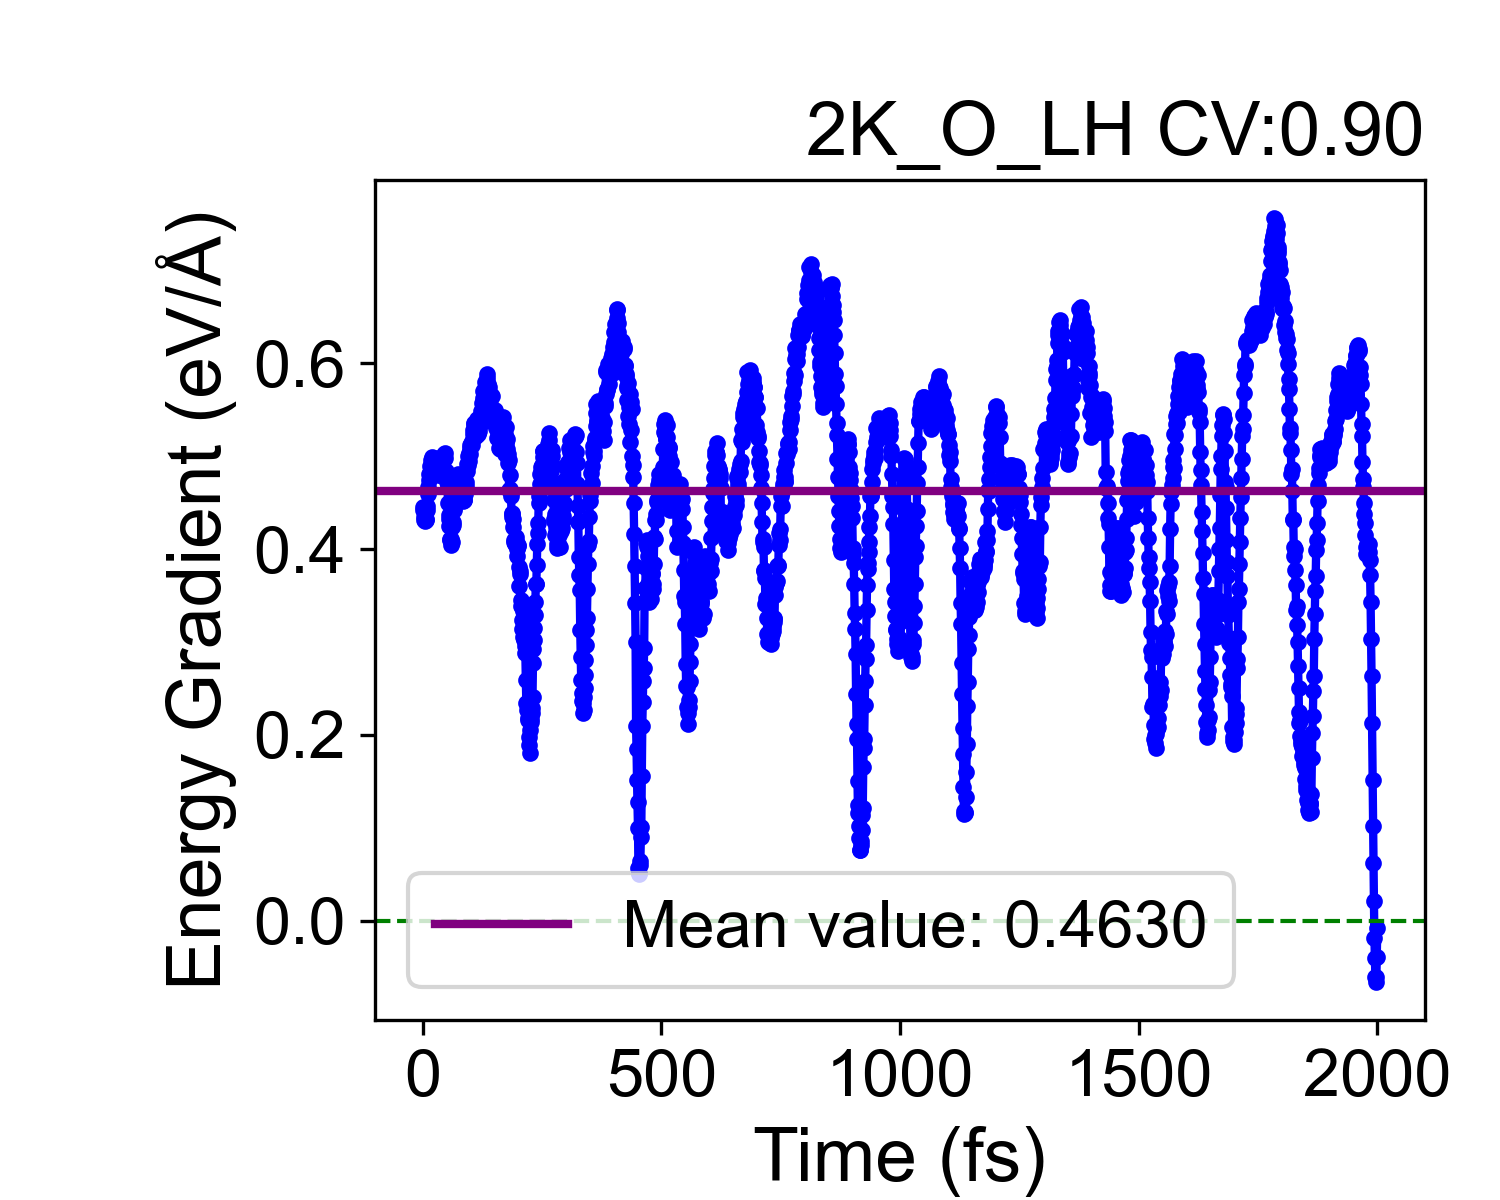 2K_O_LH CV:0.90
Energy Gradient (eV/Å)
0.6
0.4
0.2
0.0
Mean value: 0.4630
0 500 1000 1500 2000
Time (fs)